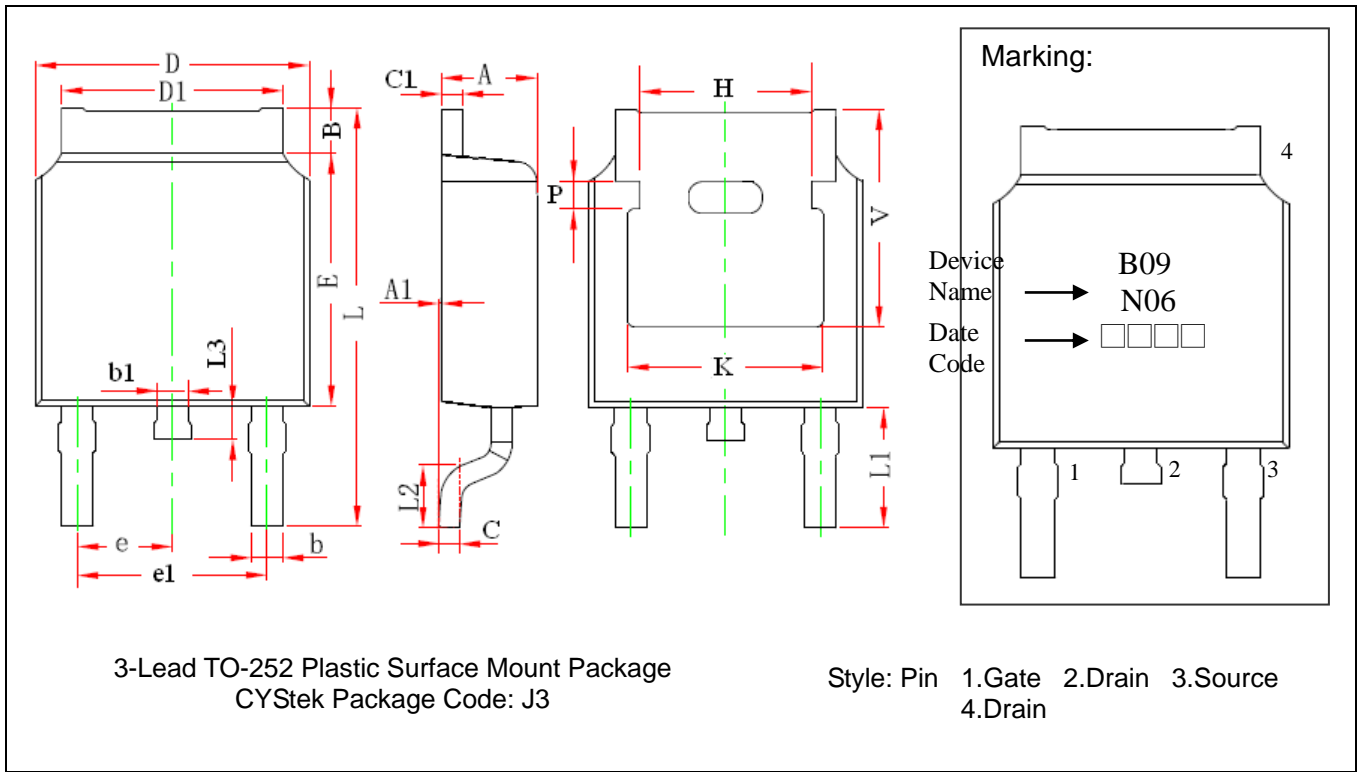 D
D1
B
E
L
L3
b1
e
e1
b
C1
A
A1
L2
C
H
P
V
K
L1
Marking:
4
Device
Name
B09
N06
Date
Code
□□□□
1
2
3
3-Lead TO-252 Plastic Surface Mount Package
CYStek Package Code: J3
Style: Pin 1.Gate 2.Drain 3.Source
4.Drain